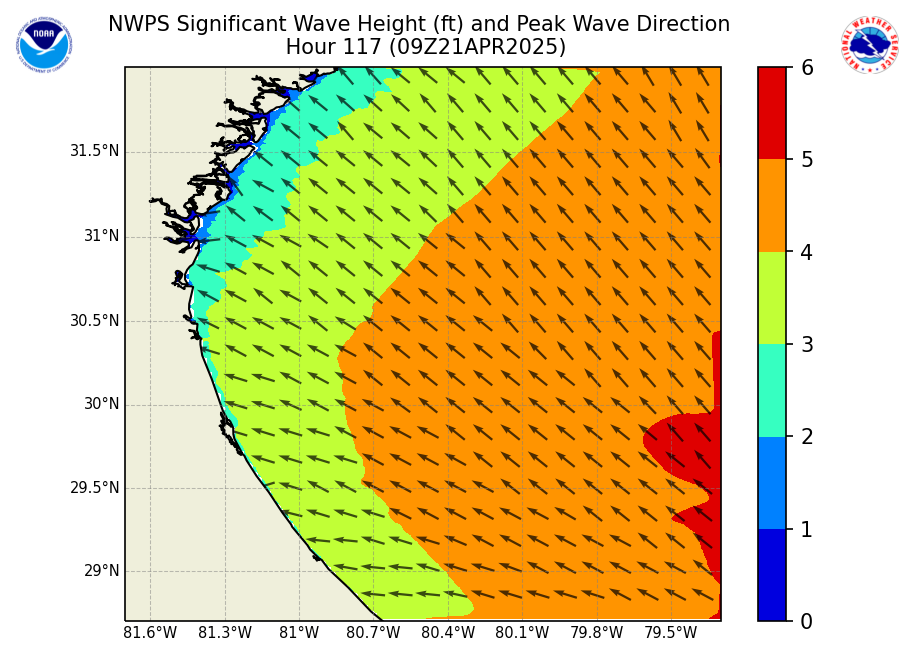 NWPS Significant Wave Height (ft) and Peak Wave Direction
Hour 117 (09Z21APR2025)
NOAA
NATIONAL WEATHER SERVICE
31.5°N
31°N
30.5°N
30°N
29.5°N
29°N
81.6°W 81.3°W 81°W 80.7°W 80.4°W 80.1°W 79.8°W 79.5°W
6
5
4
3
2
1
0